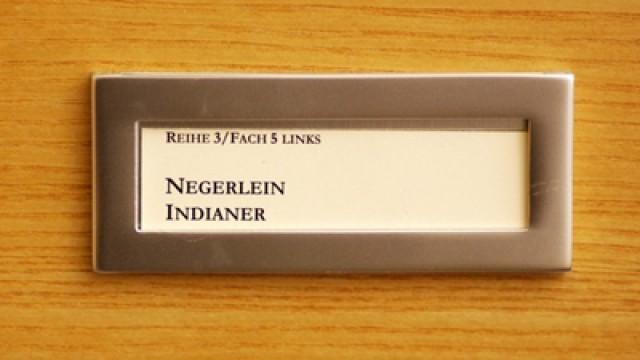 Reihe 3/Fach 5 links
Negerlein
Indianer